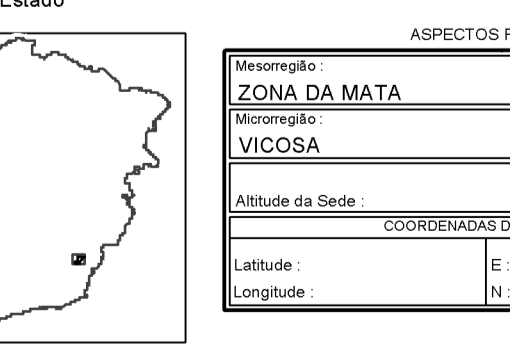 Estado
ASPECTOS F
Mesorregião :
ZONA DA MATA
Microrregião :
VICOSA
Altitude da Sede :
COORDENADAS D
Latitude :
E :
Longitude :
N :